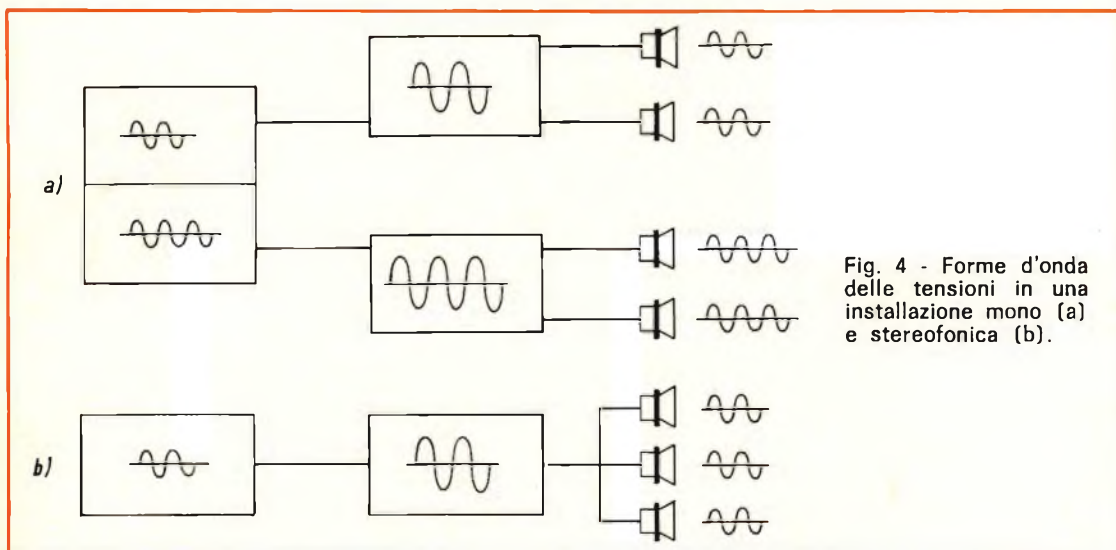 a)
Fig. 4 - Forme d'onda
delle tensioni in una
installazione mono (a)
e stereofonica (b).
b)